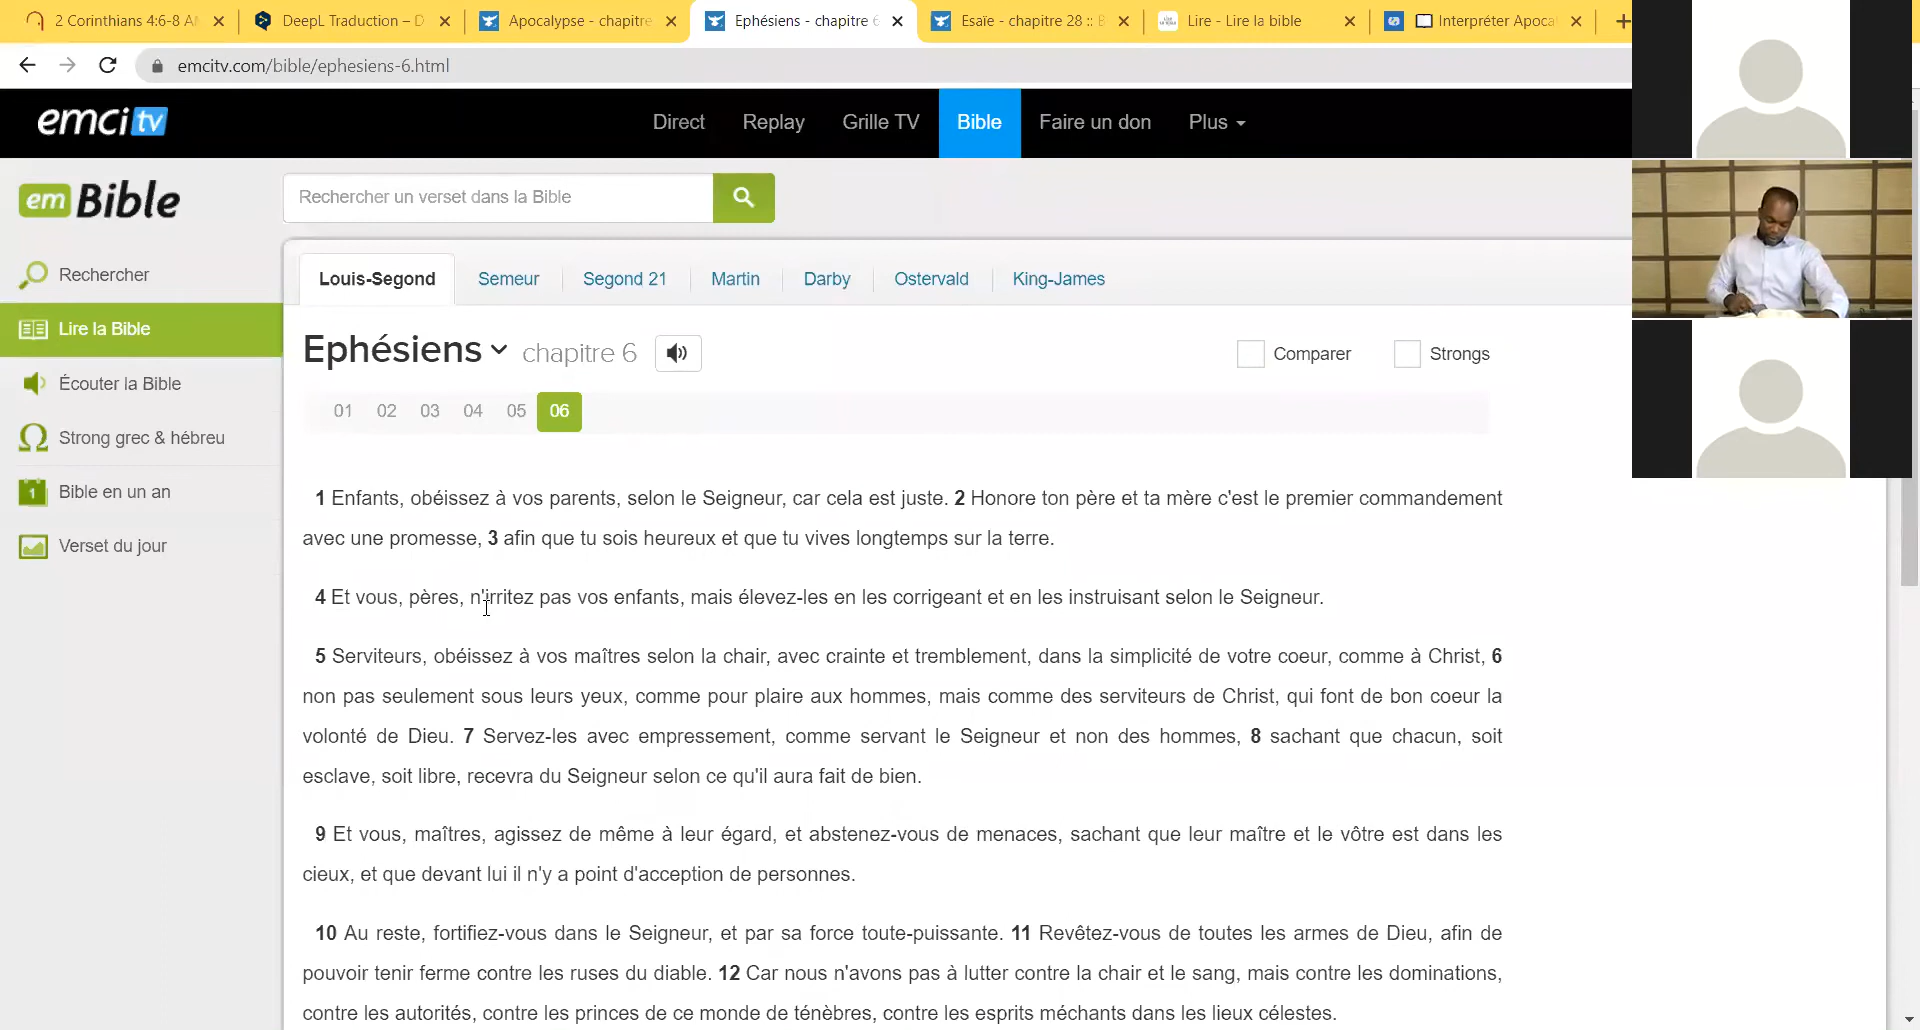 2 Corinthians 4:6-8 A
DeepL Traduction – D
Apocalypse - chapitre
Ephésiens - chapitre 6
Esaïe - chapitre 28 :: B
Lire - Lire la bible
Interpréter Apoca
emcitv.com/bible/ephesiens-6.html
emci tv
Direct
Replay
Grille TV
Bible
Faire un don
Plus
em Bible
Rechercher un verset dans la Bible
Rechercher
Lire la Bible
Écouter la Bible
Strong grec & hébreu
1
Bible en un an
Verset du jour
Louis-Segond
Semeur
Segond 21
Martin
Darby
Ostervald
King-James
Ephésiens chapitre 6
Comparer
Strongs
01 02 03 04 05 06
1 Enfants, obéissez à vos parents, selon le Seigneur, car cela est juste. 2 Honore ton père et ta mère c'est le premier commandement
avec une promesse, 3 afin que tu sois heureux et que tu vives longtemps sur la terre.
4 Et vous, pères, n'irritez pas vos enfants, mais élevez-les en les corrigeant et en les instruisant selon le Seigneur.
5 Serviteurs, obéissez à vos maîtres selon la chair, avec crainte et tremblement, dans la simplicité de votre coeur, comme à Christ, 6
non pas seulement sous leurs yeux, comme pour plaire aux hommes, mais comme des serviteurs de Christ, qui font de bon coeur la
volonté de Dieu. 7 Servez-les avec empressement, comme servant le Seigneur et non des hommes, 8 sachant que chacun, soit
esclave, soit libre, recevra du Seigneur selon ce qu'il aura fait de bien.
9 Et vous, maîtres, agissez de même à leur égard, et abstenez-vous de menaces, sachant que leur maître et le vôtre est dans les
cieux, et que devant lui il n'y a point d'acception de personnes.
10 Au reste, fortifiez-vous dans le Seigneur, et par sa force toute-puissante. 11 Revêtez-vous de toutes les armes de Dieu, afin de
pouvoir tenir ferme contre les ruses du diable. 12 Car nous n'avons pas à lutter contre la chair et le sang, mais contre les dominations,
contre les autorités, contre les princes de ce monde de ténèbres, contre les esprits méchants dans les lieux célestes.